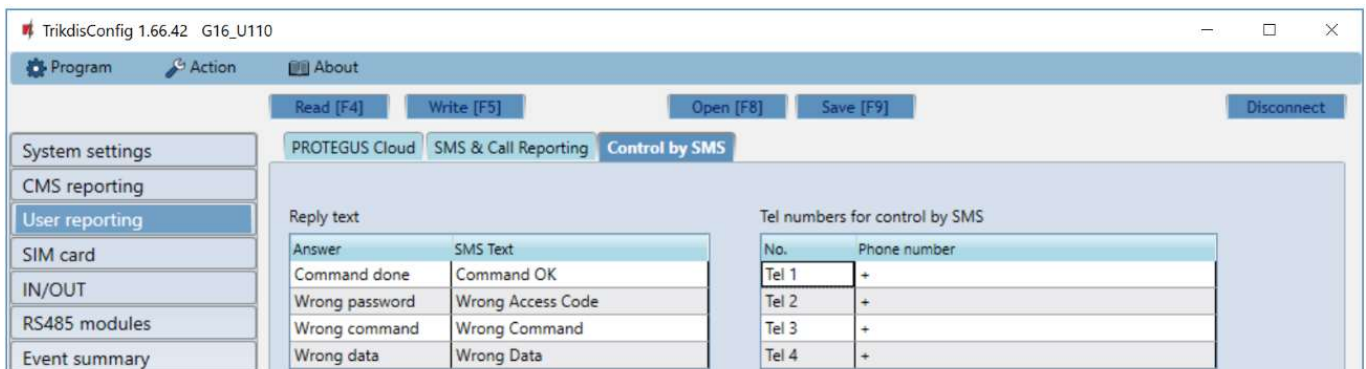 TrikdisConfig 1.66.42 G16_U110
Program Action About
Read [F4] Write [F5] Open [F8] Save [F9] Disconnect
System settings
CMS reporting
User reporting
SIM card
IN/OUT
RS485 modules
Event summary
PROTEGUS Cloud SMS & Call Reporting Control by SMS
Reply text
Answer SMS Text
Command done Command OK
Wrong password Wrong Access Code
Wrong command Wrong Command
Wrong data Wrong Data
Tel numbers for control by SMS
No. Phone number
Tel 1 +
Tel 2 +
Tel 3 +
Tel 4 +